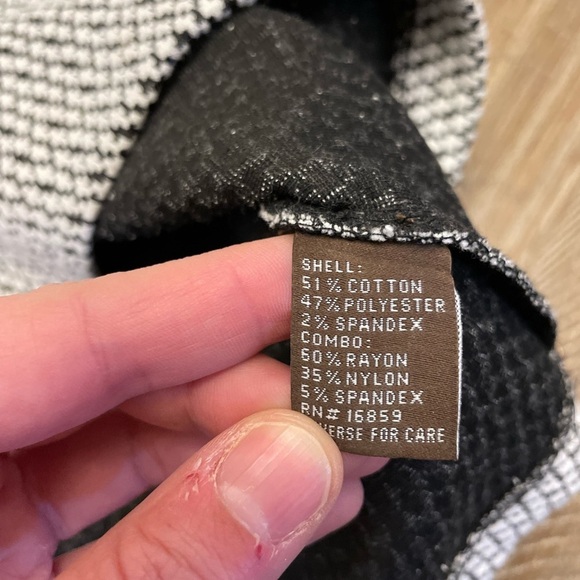 SHELL:
51% COTTON
47% POLYESTER
2% SPANDEX
COMBO:
60% RAYON
35% NYLON
5% SPANDEX
RN# 16859
VERSE FOR CARE